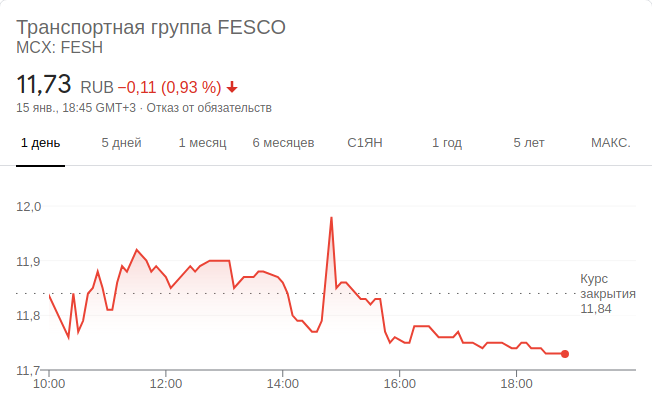 Транспортная группа FESCO
MCX: FESH
11,73 RUB −0,11 (0,93 %)
15 янв., 18:45 GMT+3 · Отказ от обязательств
1 день 5 дней 1 месяц 6 месяцев С1ЯН 1 год 5 лет МАКС.
12,0
11,9
Курс
закрытия
11,84
11,8
11,7
10:00 12:00 14:00 16:00 18:00